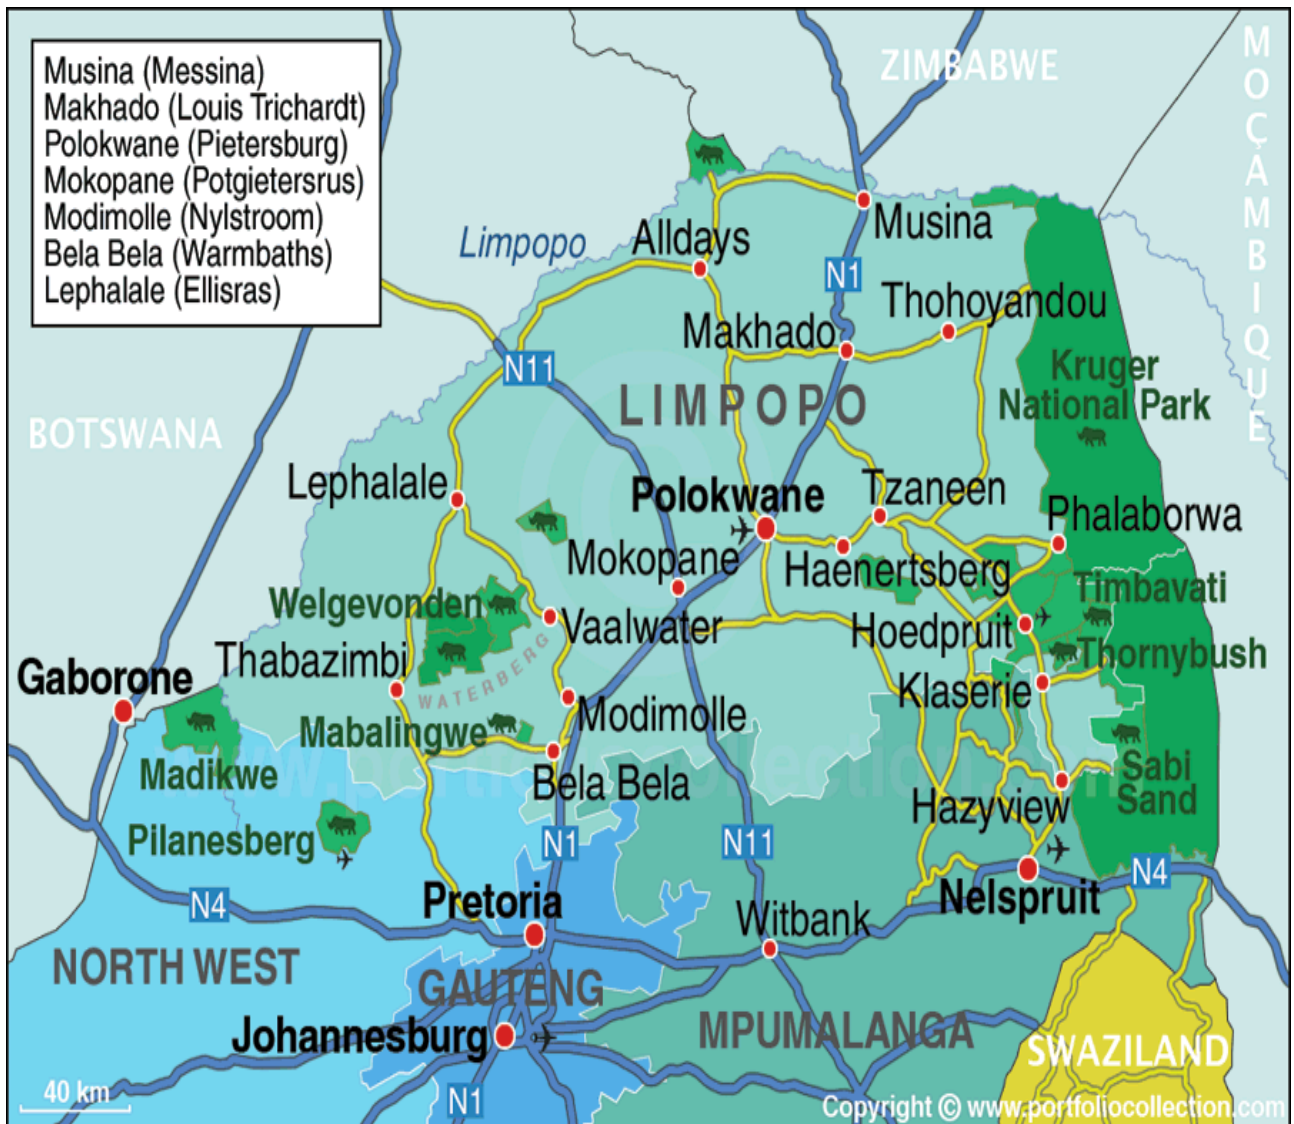 Musina (Messina)
Makhado (Louis Trichardt)
Polokwane (Pietersburg)
Mokopane (Potgietersrus)
Modimolle (Nylstroom)
Bela Bela (Warmbaths)
Lephalale (Ellisras)
ZIMBABWE
MOÇAMBIQUE
Limpopo
Alldays
Musina
N1
Thohoyandou
Makhado
N11
LIMPOPO
Kruger
National Park
BOTSWANA
Lephalale
Polokwane
Tzaneen
Phalaborwa
Mokopane
Haenertsberg
Timbavati
Welgevonden
Vaalwater
Hoedpruit
Thornybush
Thabazimbi
WATERBERG
Klaserie
Gaborone
Mabalingwe
Modimolle
Madikwe
Bela Bela
Sabi
Sand
Hazyview
Pilanesberg
N1
N11
N4
Nelspruit
N4
Pretoria
Witbank
NORTH WEST
GAUTENG
Johannesburg
MPUMALANGA
SWAZILAND
40 km
N1
Copyright © www.portfoliocollection.com
©
www.portfoliocollection.com